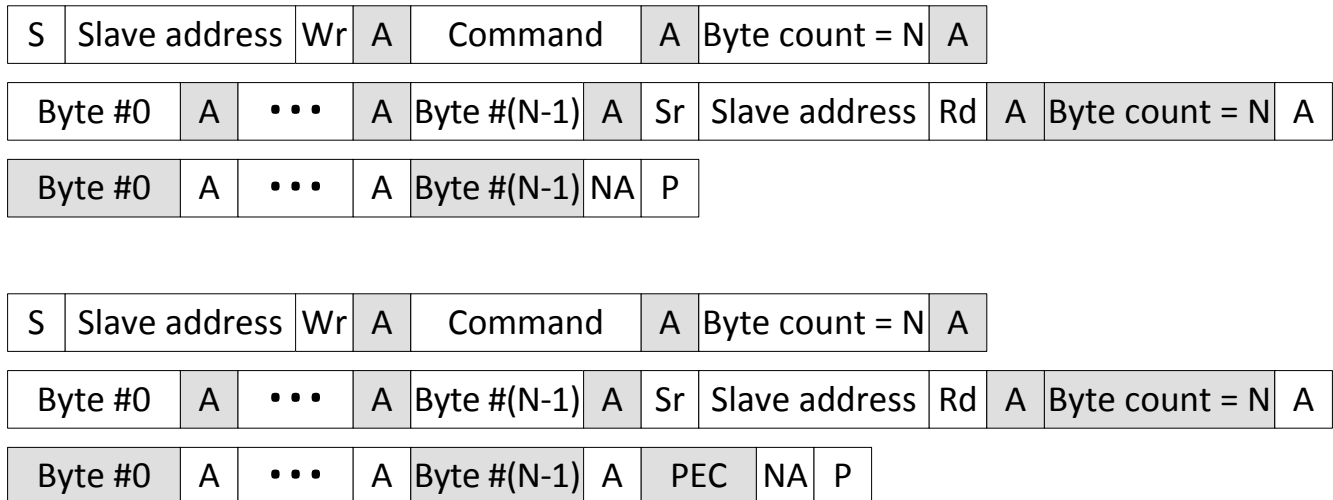 S Slave address Wr A Command A Byte count = N A
Byte #0 A ••• A Byte #(N-1) A Sr Slave address Rd A Byte count = N A
Byte #0 A ••• A Byte #(N-1) NA P
S Slave address Wr A Command A Byte count = N A
Byte #0 A ••• A Byte #(N-1) A Sr Slave address Rd A Byte count = N A
Byte #0 A ••• A Byte #(N-1) A PEC NA P